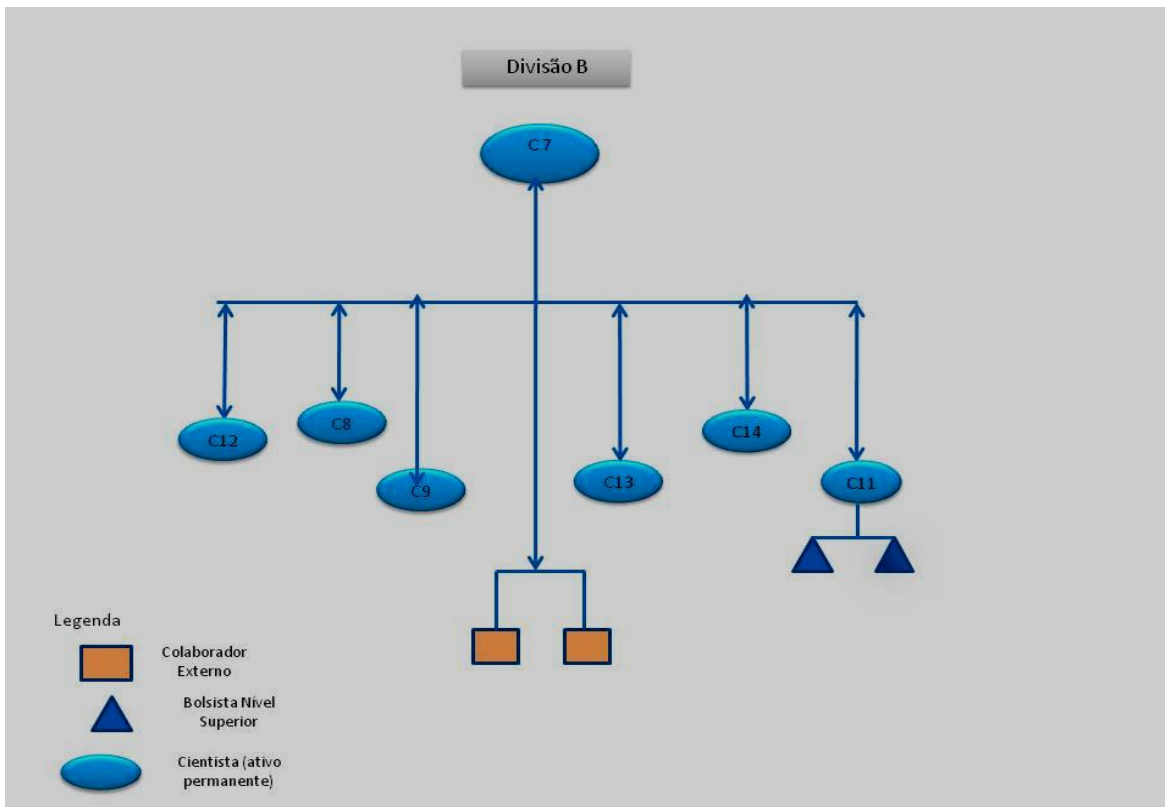 Divisão B
C7
C12
C8
C9
C13
C14
C11
Legenda
Colaborador
Externo
Bolsista Nível
Superior
Cientista (ativo
permanente)